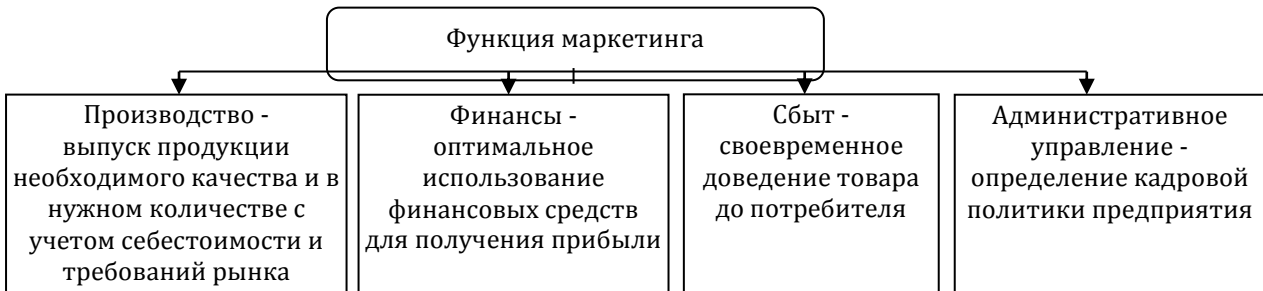 Функция маркетинга
Производство -
выпуск продукции
необходимого качества и в
нужном количестве с
учетом себестоимости и
требований рынка
Финансы -
оптимальное
использование
финансовых средств
для получения прибыли
Сбыт -
своевременное
доведение товара
до потребителя
Административное
управление -
определение кадровой
политики предприятия